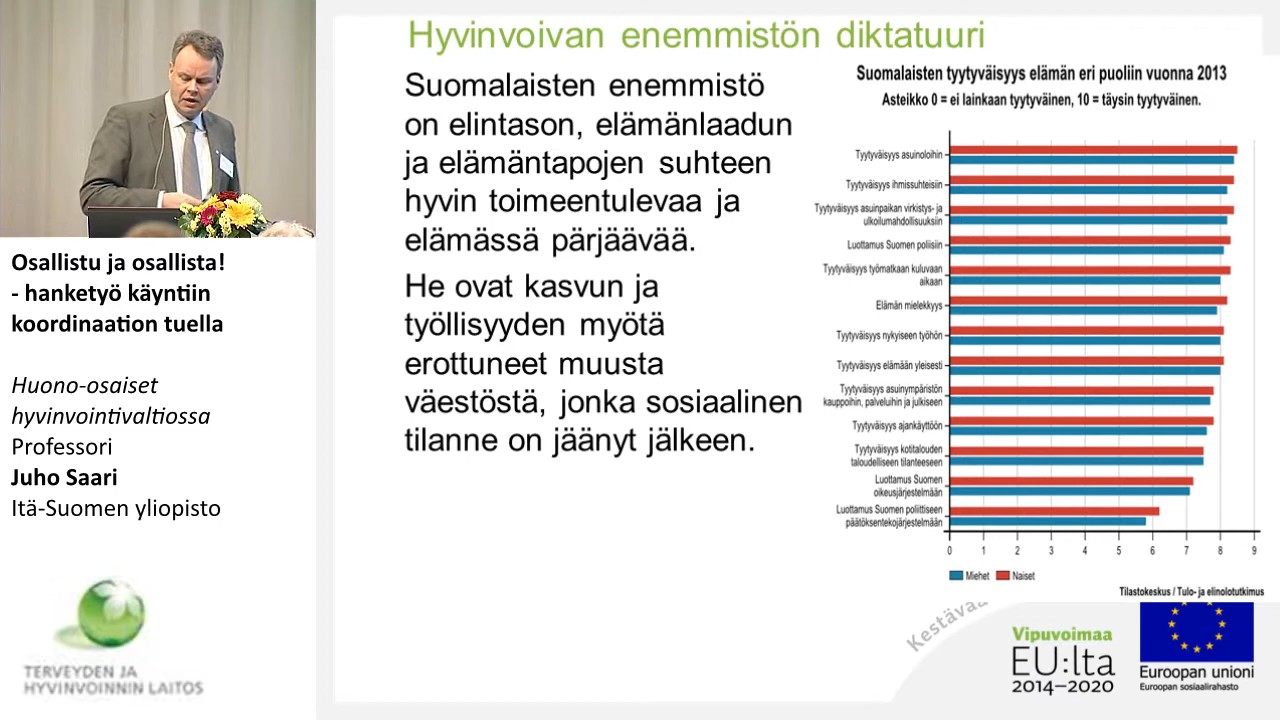 Osallistu ja osallista!
- hanketyö käyntiin
koordinaation tuella
Huono-osaiset
hyvinvointivaltiossa
Professori
Juho Saari
Itä-Suomen yliopisto
TERVEYDEN JA
HYVINVOINNIN LAITOS
Hyvinvoivan enemmistön diktatuuri
Suomalaisten enemmistö
on elintason, elämänlaadun
ja elämäntapojen suhteen
hyvin toimeentulevaa ja
elämässä pärjäävää.
He ovat kasvun ja
työllisyyden myötä
erottuneet muusta
väestöstä, jonka sosiaalinen
tilanne on jäänyt jälkeen.
Suomalaisten tyytyväisyys elämän eri puoliin vuonna 2013
Asteikko 0 = ei lainkaan tyytyväinen, 10 = täysin tyytyväinen.
Tyytyväisyys asuinoloihin
Tyytyväisyys ihmissuhteisiin
Tyytyväisyys asuinpaikan virkistys- ja
ulkoilumahdollisuuksiin
Luottamus Suomen poliisiin
Tyytyväisyys työmatkaan kuluvaan
aikaan
Elämän mielekkyys
Tyytyväisyys nykyiseen työhön
Tyytyväisyys elämään yleisesti
Tyytyväisyys asuinympäristön
kauppoihin, palveluihin ja julkiseen
Tyytyväisyys ajankäyttöön
Tyytyväisyys kotitalouden
taloudelliseen tilanteeseen
Luottamus Suomen
oikeusjärjestelmään
Luottamus Suomen poliittiseen
päätöksentekojärjestelmään
0 1 2 3 4 5 6 7 8 9
Miehet Naiset
Tilastokeskus / Tulo- ja elinolotutkimus
Kestävää
Vipuvoimaa
EU:lta
2014–2020
Euroopan unioni
Euroopan sosiaalirahasto